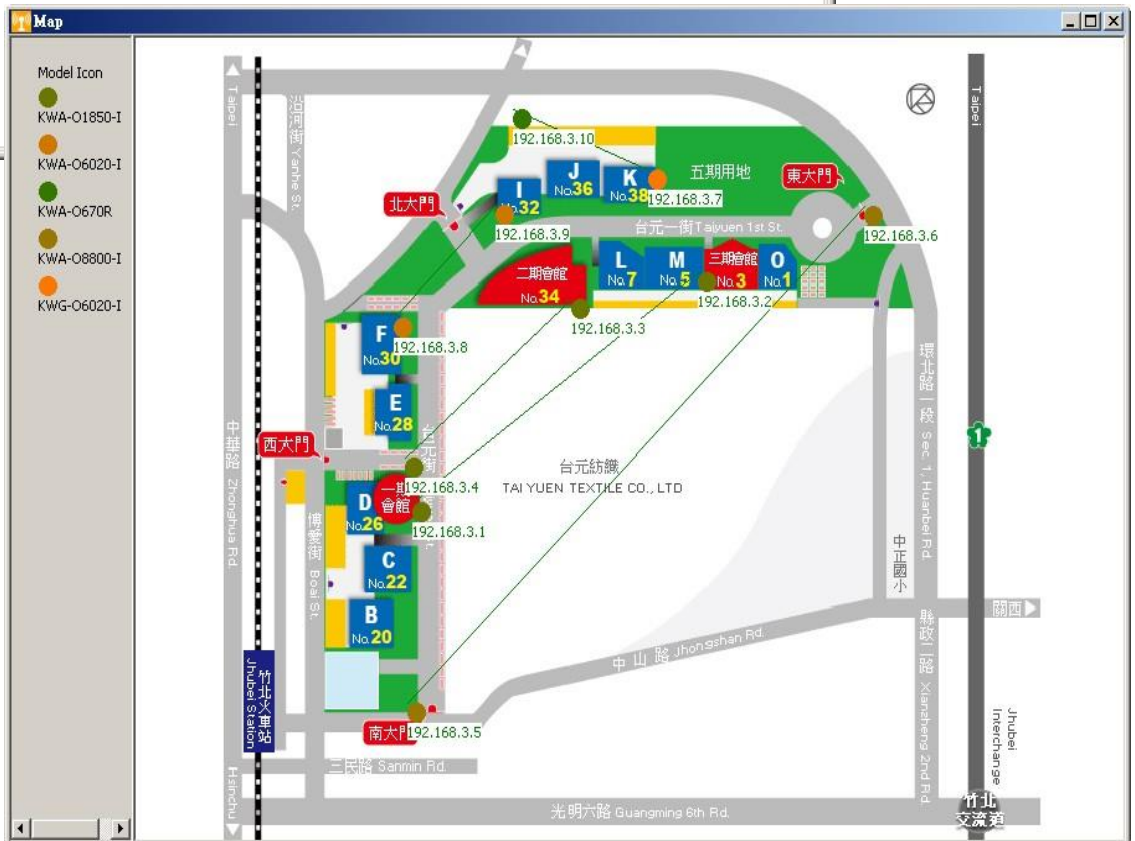 Map
Model Icon
KWA-O1850-I
KWA-O6020-I
KWA-O670R
KWA-O8800-I
KWG-O6020-I
Taipei
沿河街 Yanhe St.
Taipei
192.168.3.10
J
No.36
I
No.32
K
No.38
192.168.3.7
五期用地
東大門
北大門
192.168.3.9
台元一街 Taiyuen 1st St.
192.168.3.6
二期會館
No.34
L
No.7
M
No.5
三期會館
No.3
O
No.1
192.168.3.2
192.168.3.3
F
No.30
192.168.3.8
E
No.28
環北路一段 Sec. 1, Huanbei Rd.
中華路 Zhonghua Rd.
西大門
台元街
St.
1
台元紡織
TAI YUEN TEXTILE CO., LTD
192.168.3.4
D
No.26
一期
會館
192.168.3.1
博愛街 Boai St.
C
No.22
中正國小
B
No.20
關西
中山路 Jhongshan Rd.
縣政二路 Xianzheng 2nd Rd.
竹北火車站
Jhubei Station
南大門
192.168.3.5
Jhubei
Interchange
三民路 Sanmin Rd.
Hsinchu
光明六路 Guangming 6th Rd.
竹北
交流道